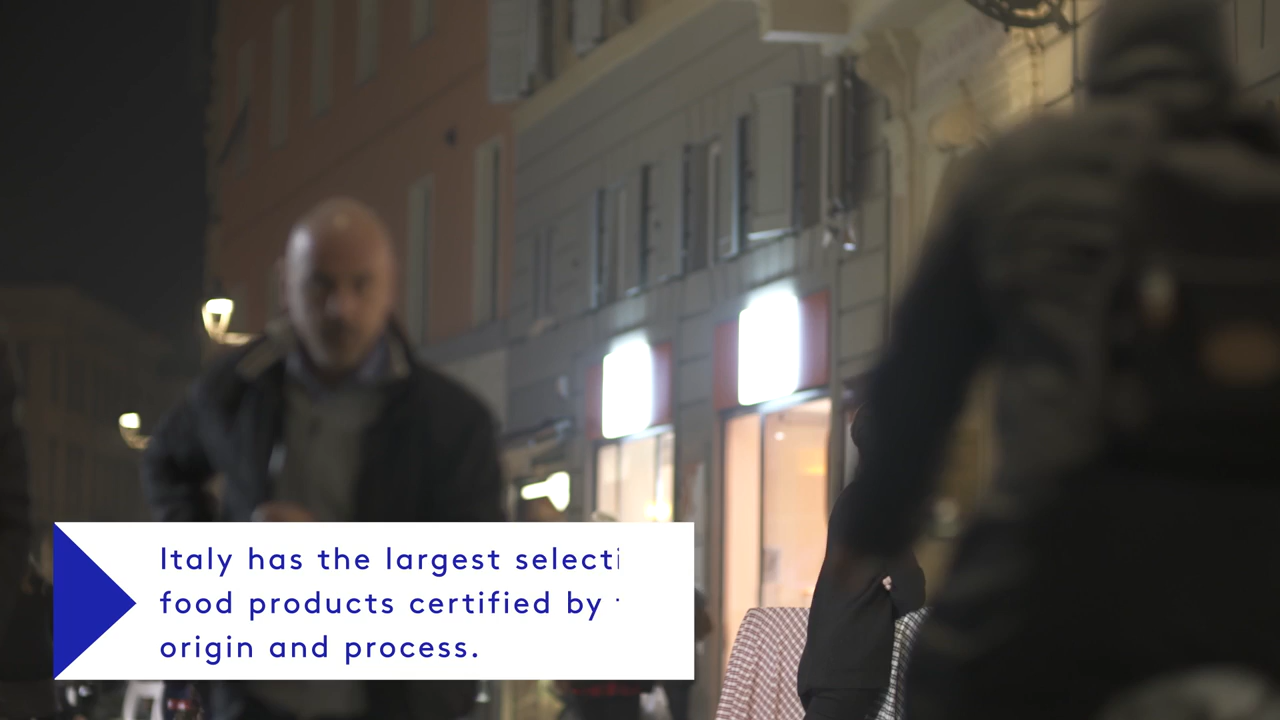 Italy has the largest selecti
food products certified by
origin and process.